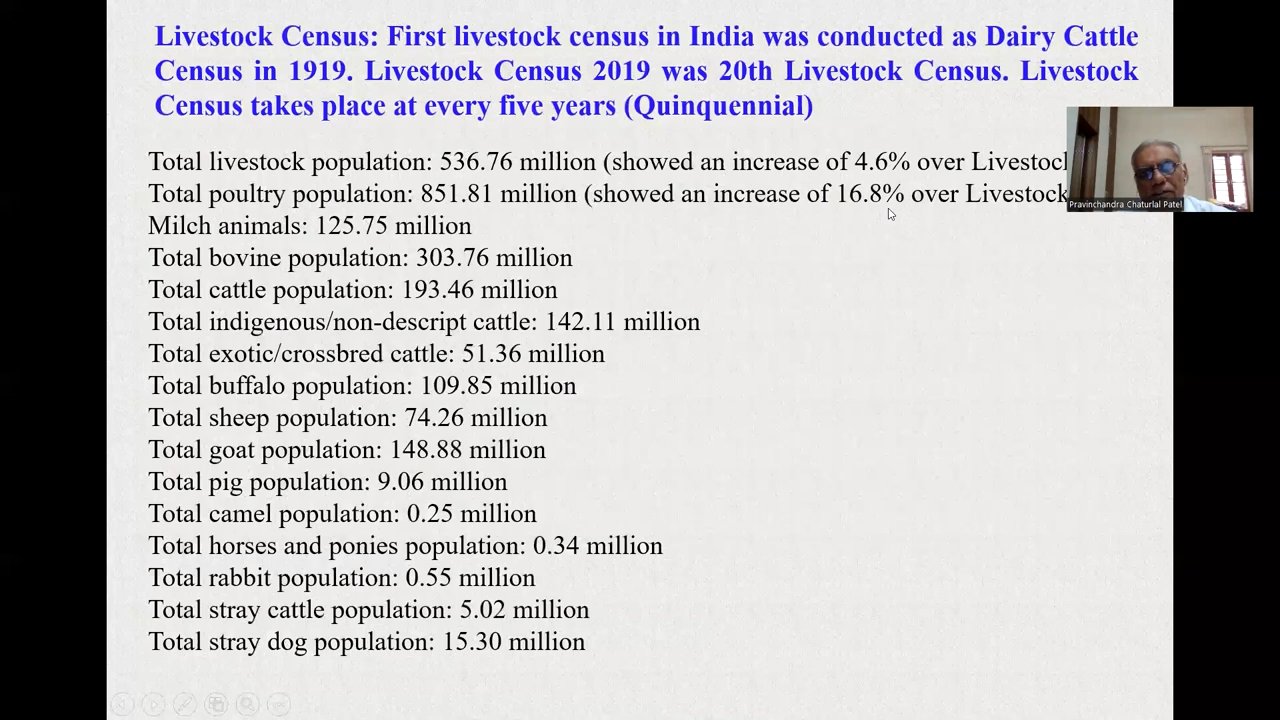 Livestock Census: First livestock census in India was conducted as Dairy Cattle
Census in 1919. Livestock Census 2019 was 20th Livestock Census. Livestock
Census takes place at every five years (Quinquennial)
Total livestock population: 536.76 million (showed an increase of 4.6% over
Total poultry population: 851.81 million (showed an increase of 16.8% over Livestock
Pravinchandra Chaturlal Patel
Milch animals: 125.75 million
Total bovine population: 303.76 million
Total cattle population: 193.46 million
Total indigenous/non-descript cattle: 142.11 million
Total exotic/crossbred cattle: 51.36 million
Total buffalo population: 109.85 million
Total sheep population: 74.26 million
Total goat population: 148.88 million
Total pig population: 9.06 million
Total camel population: 0.25 million
Total horses and ponies population: 0.34 million
Total rabbit population: 0.55 million
Total stray cattle population: 5.02 million
Total stray dog population: 15.30 million